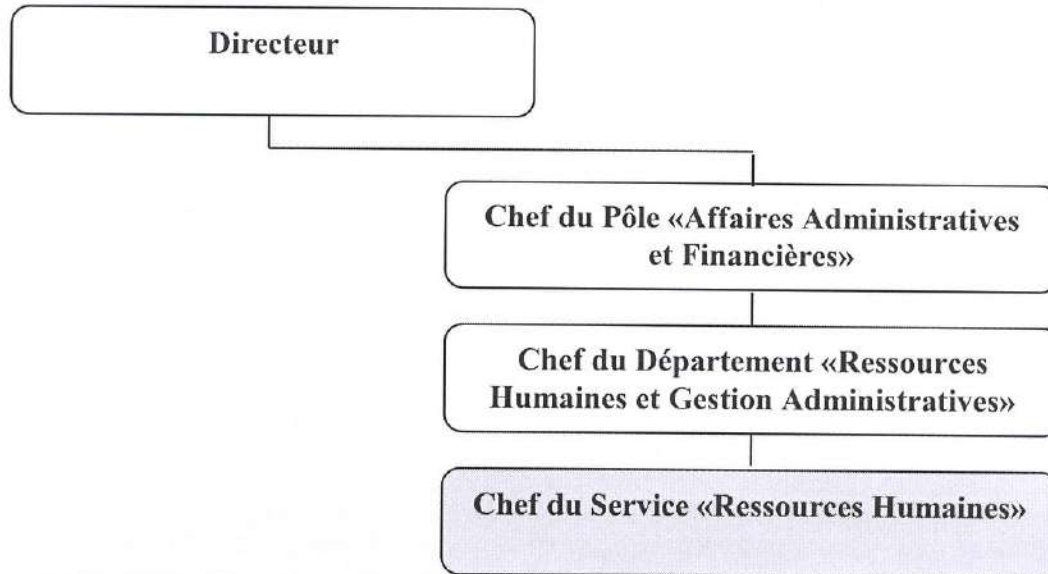 Directeur
Chef du Pôle «Affaires Administratives
et Financières»
Chef du Département «Ressources
Humaines et Gestion Administratives»
Chef du Service «Ressources Humaines»